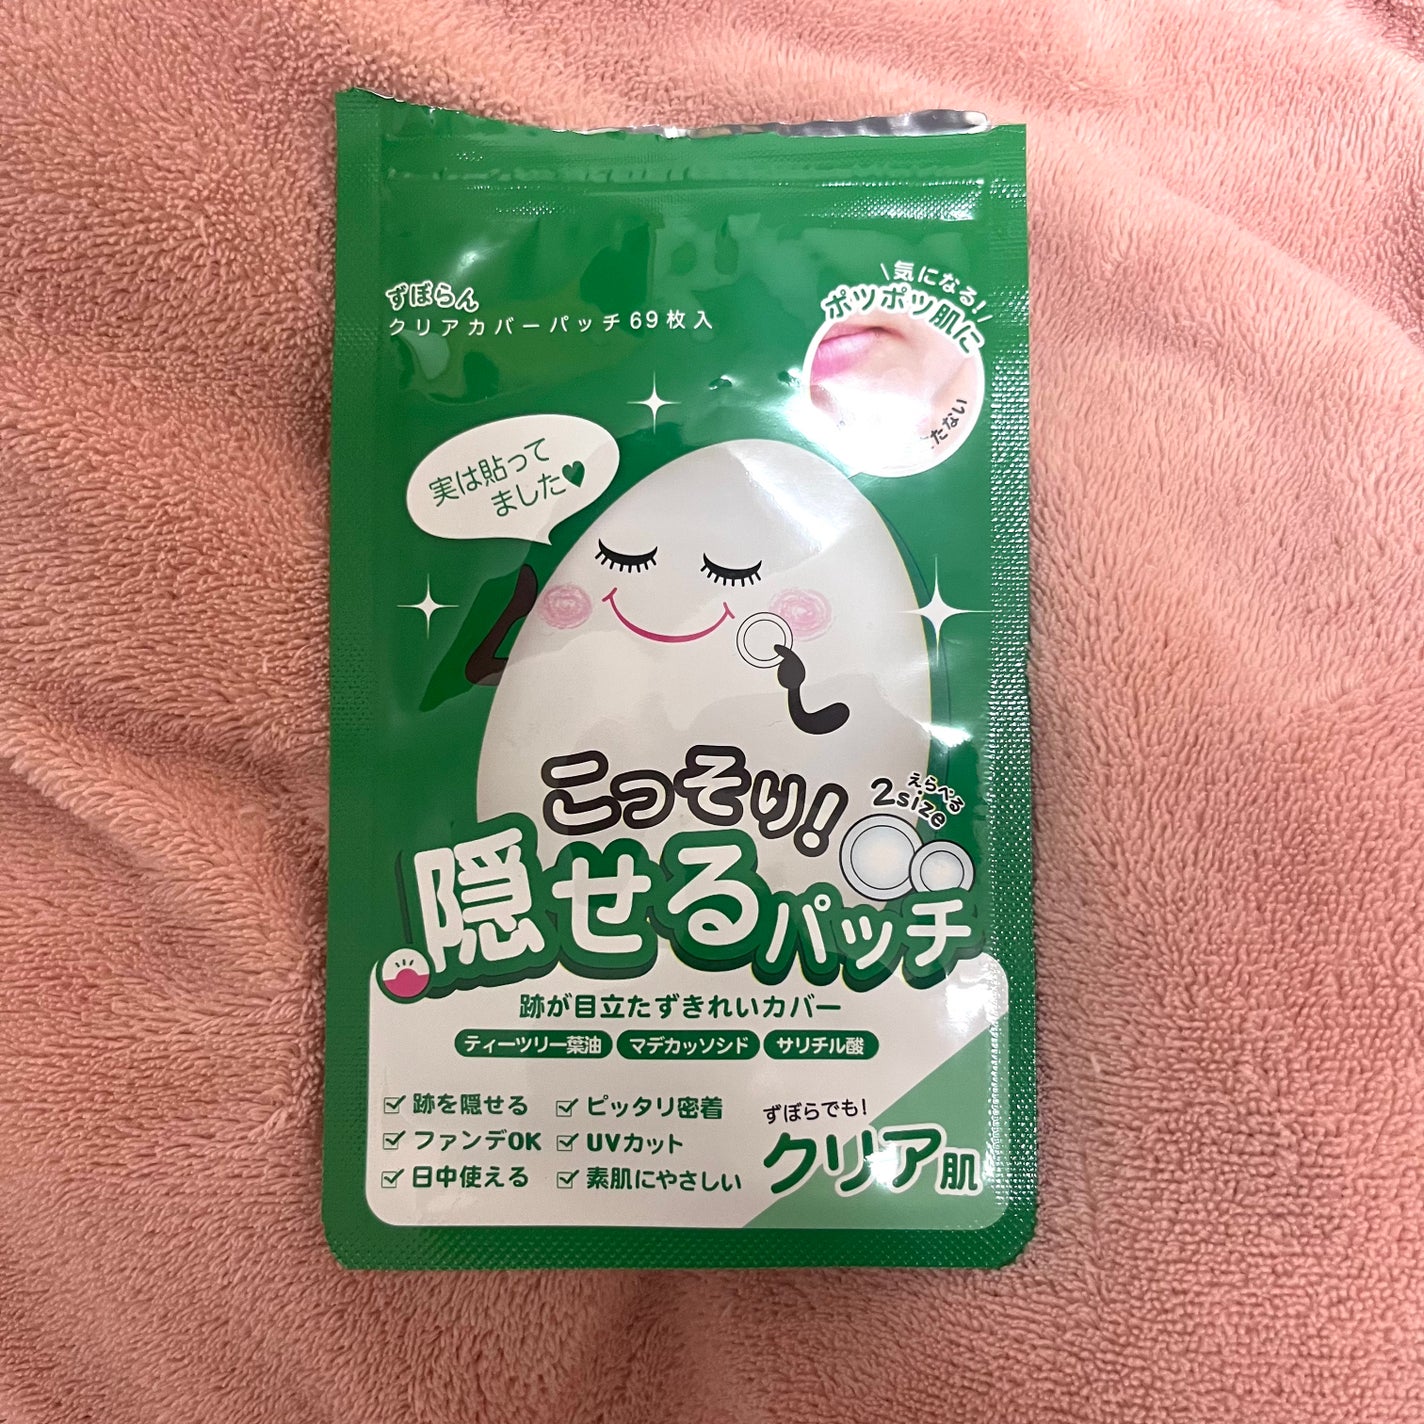 ずぼらん
クリアカバーパッチ69枚入
\気になる!/
ポツポツ肌に
たない
実は貼って
ました♥
こっそり!
えらべる
2size
隠せるパッチ
跡が目立たずきれいカバー
ティーツリー葉油 マデカッソシド サリチル酸
跡を隠せる ピッタリ密着
ファンデOK UVカット
日中使える 素肌にやさしい
ずぼらでも!
クリア肌